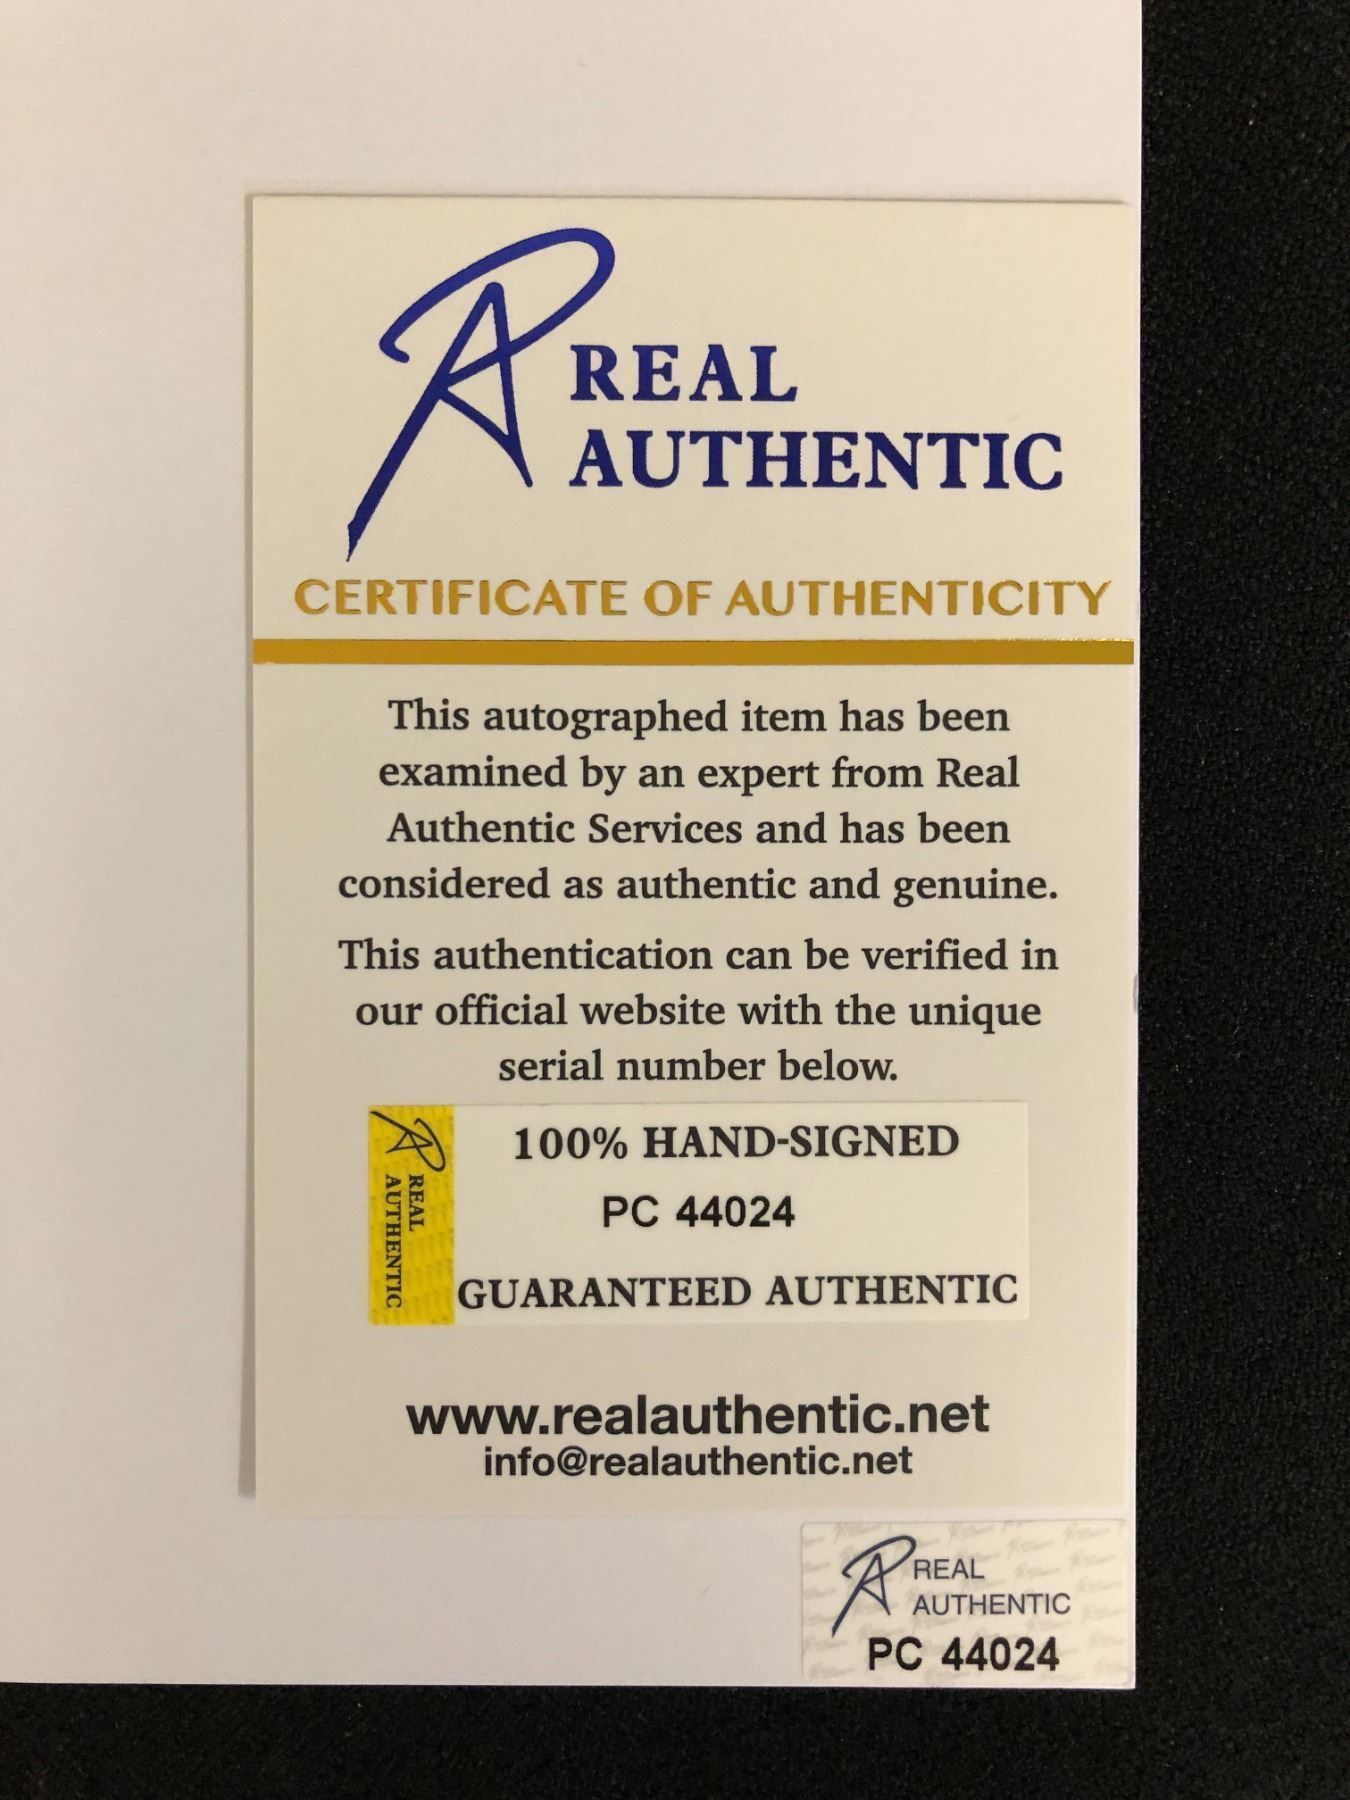 REAL
AUTHENTIC
CERTIFICATE OF AUTHENTICITY
This autographed item has been
examined by an expert from Real
Authentic Services and has been
considered as authentic and genuine.
This authentication can be verified in
our official website with the unique
serial number below.
REAL
AUTHENTIC
100% HAND-SIGNED
PC 44024
GUARANTEED AUTHENTIC
www.realauthentic.net
info@realauthentic.net
REAL
AUTHENTIC
PC 44024